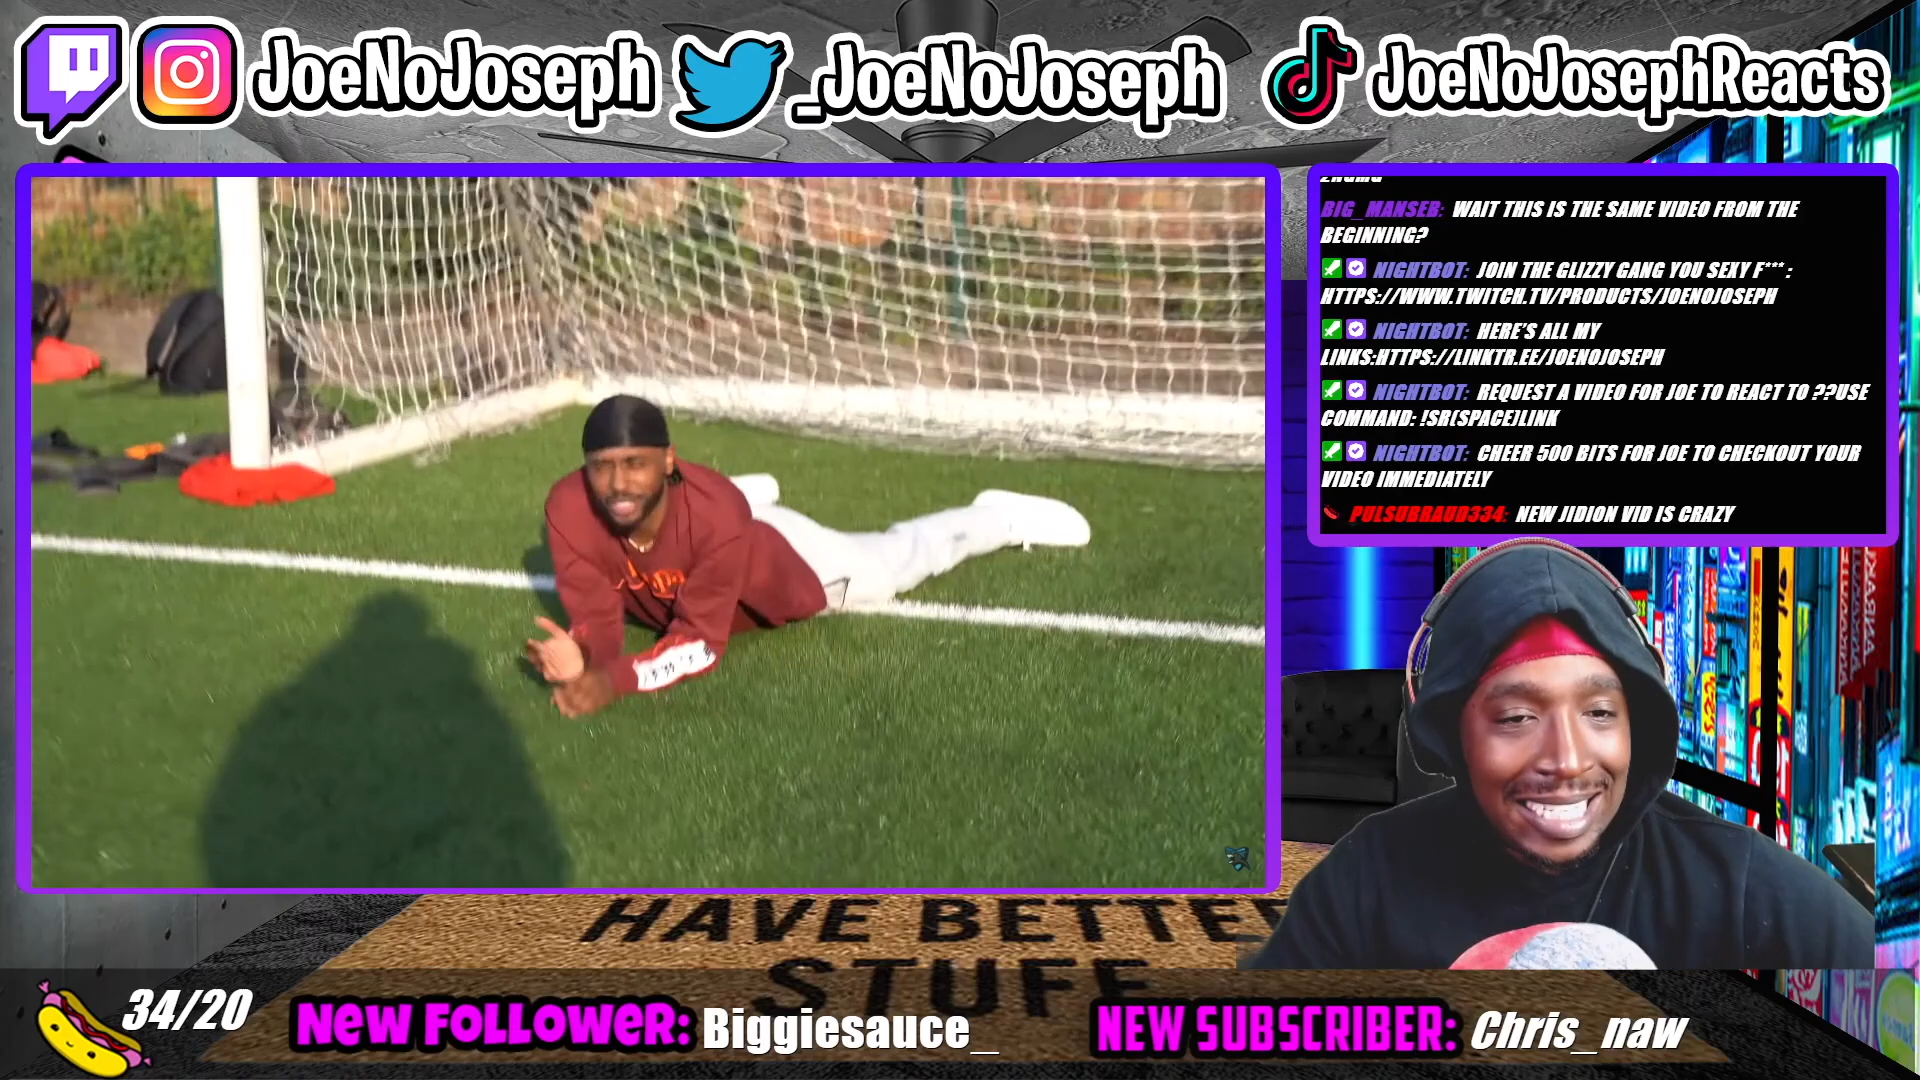 JoeNoJoseph
_JoeNoJoseph
JoeNoJosephReacts
BIG_MANSEB: WAIT THIS IS THE SAME VIDEO FROM THE
BEGINNING?
NIGHTBOT: JOIN THE GLIZZY GANG YOU SEXY F*** :
HTTPS://WWW.TWITCH.TV/PRODUCTS/JOENOJOSEPH
NIGHTBOT: HERE'S ALL MY
LINKS:HTTPS://LINKTR.EE/JOENOJOSEPH
NIGHTBOT: REQUEST A VIDEO FOR JOE TO REACT TO ??USE
COMMAND: !SR(SPACE)LINK
NIGHTBOT: CHEER 500 BITS FOR JOE TO CHECKOUT YOUR
VIDEO IMMEDIATELY
PULSUBRAUD334: NEW JIDION VID IS CRAZY
HAVE BETTE
STUFF
34/20
New Follower: Biggiesauce_
NEW SUBSCRIBER: Chris_naw